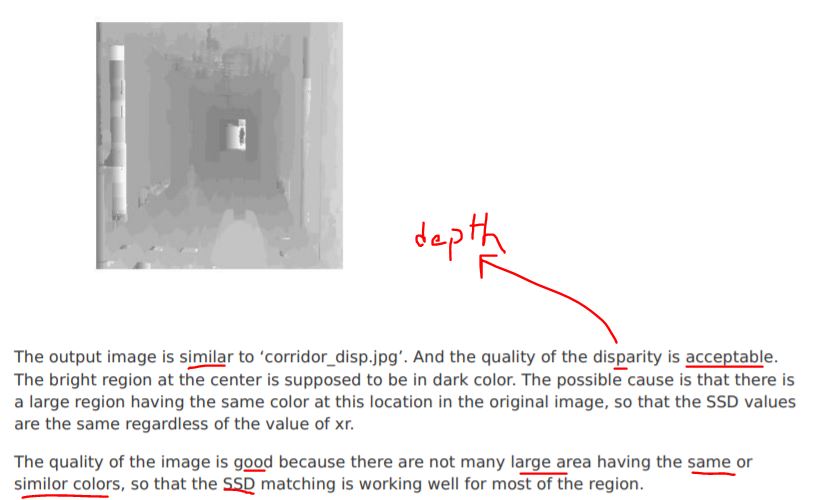 depth
The output image is similar to ‘corridor_disp.jpg’. And the quality of the disparity is acceptable.
The bright region at the center is supposed to be in dark color. The possible cause is that there is
a large region having the same color at this location in the original image, so that the SSD values
are the same regardless of the value of xr.
The quality of the image is good because there are not many large area having the same or
similor colors, so that the SSD matching is working well for most of the region.